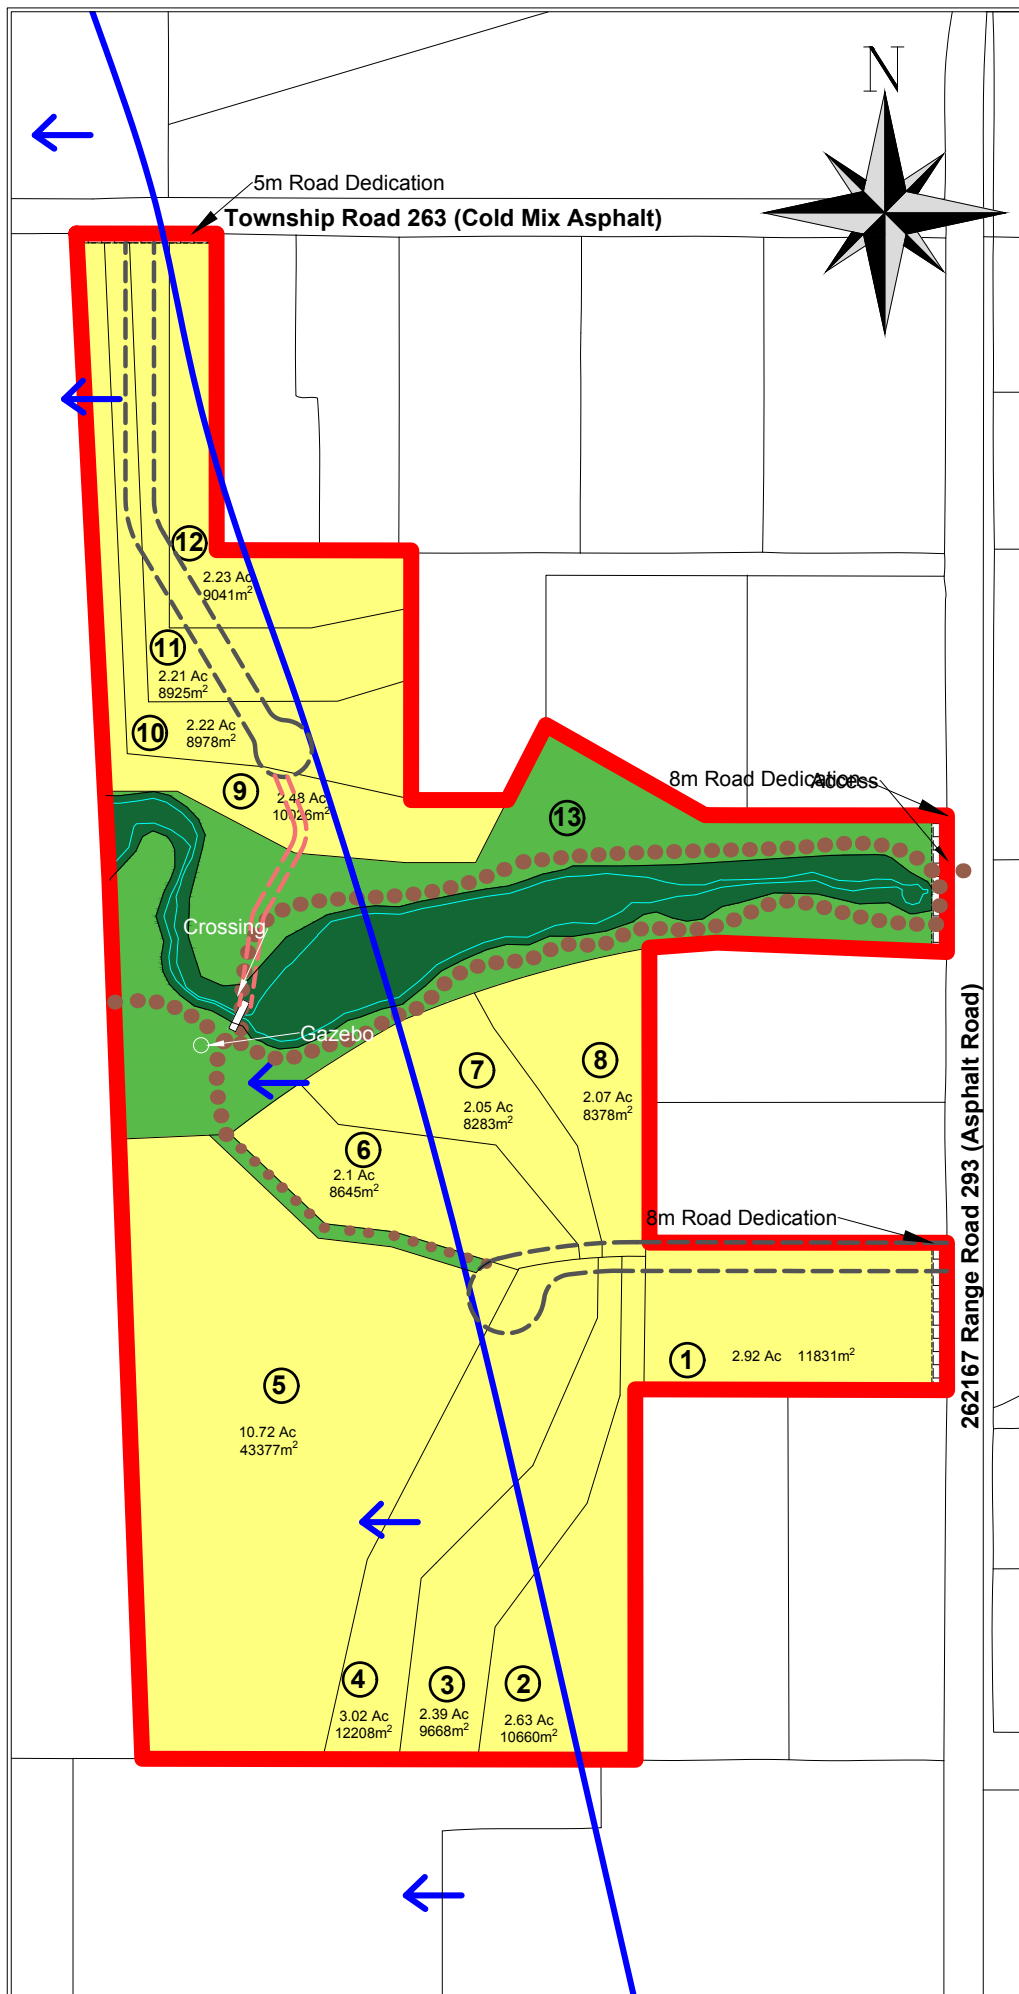 N
5m Road Dedication
Township Road 263 (Cold Mix Asphalt)
12
2.23 Ac
9041m²
11
2.21 Ac
8925m²
10
2.22 Ac
8978m²
9
2.48 Ac
10026m²
13
8m Road Dedication
Access
Crossing
Gazebo
7
2.05 Ac
8283m²
8
2.07 Ac
8378m²
6
2.1 Ac
8645m²
8m Road Dedication
262167 Range Road 293 (Asphalt Road)
1
2.92 Ac 11831m²
5
10.72 Ac
43377m²
4
3.02 Ac
12208m²
3
2.39 Ac
9668m²
2
2.63 Ac
10660m²